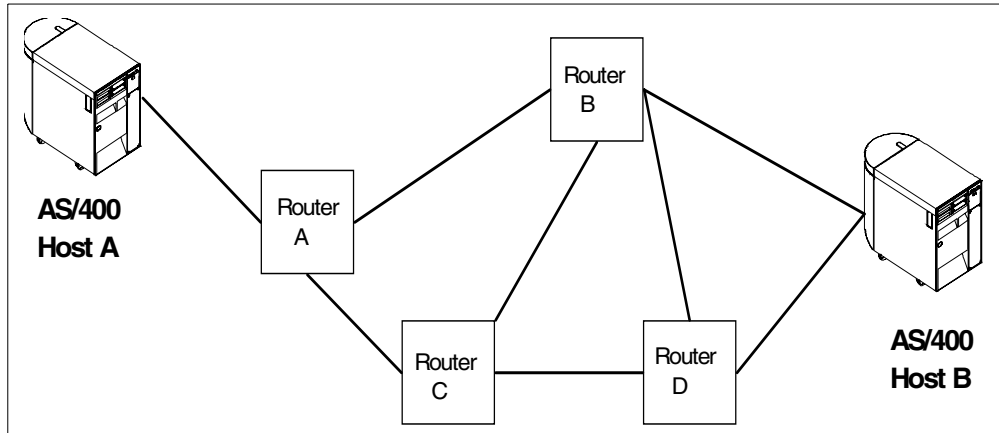 AS/400
Host A
Router
A
Router
B
Router
C
Router
D
AS/400
Host B